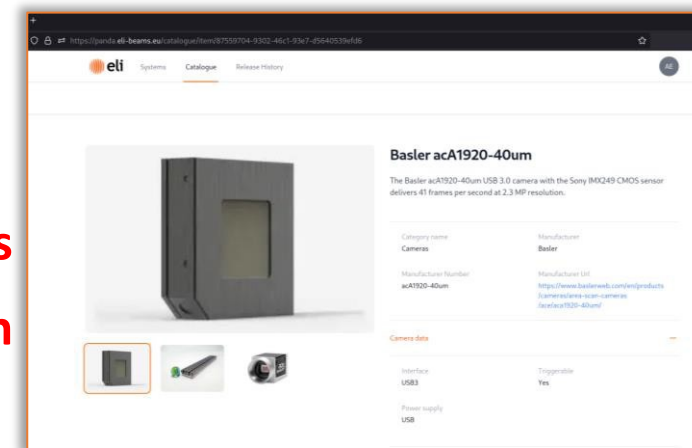 +
https://panda.eli-beams.eu/catalogue/item/87559704-9302-46c1-93e7-d5640539efd6
eli Systems Catalogue Release History AE
Basler acA1920-40um
The Basler acA1920-40um USB 3.0 camera with the Sony IMX249 CMOS sensor
delivers 41 frames per second at 2.3 MP resolution.
Category name Manufacturer
Cameras Basler
Manufacturer Number Manufacturer Url
acA1920-40um https://www.baslerweb.com/en/products
/cameras/area-scan-cameras
/ace/aca1920-40um/
Camera data
Interface Triggerable
USB3 Yes
Power supply
USB
s